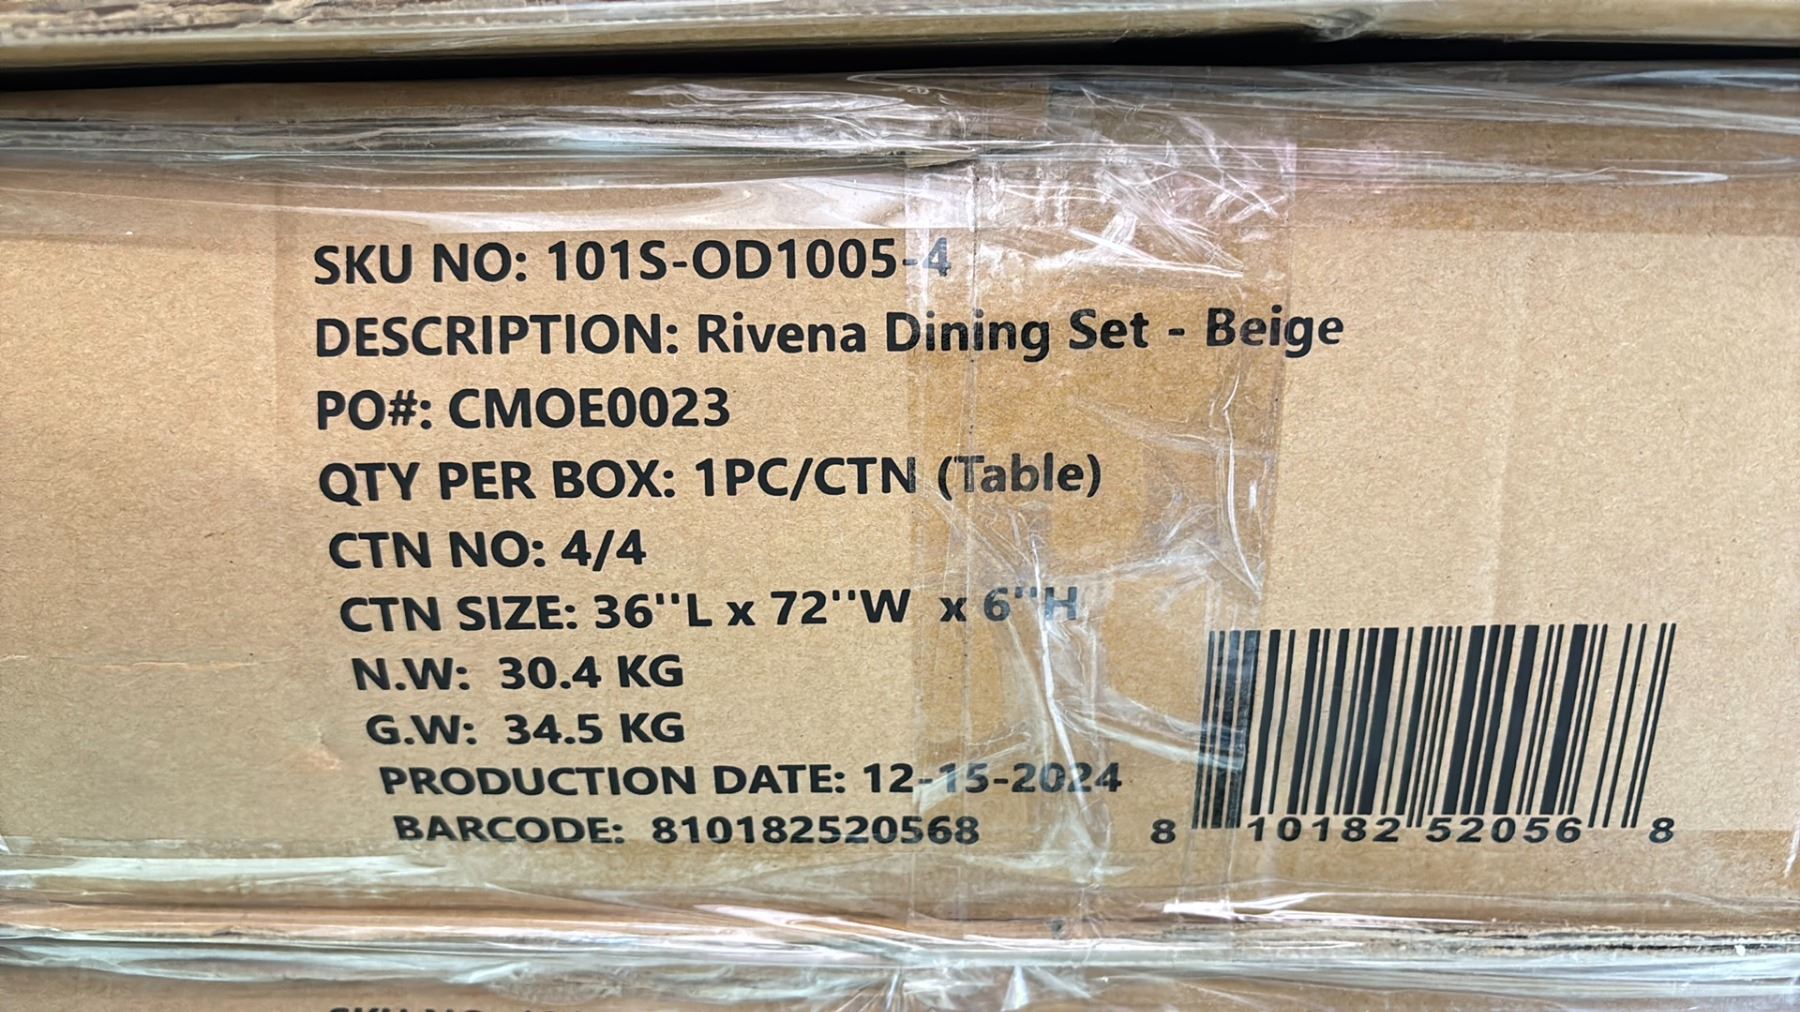 SKU NO: 101S-OD1005-4
DESCRIPTION: Rivena Dining Set - Beige
PO#: CMOE0023
QTY PER BOX: 1PC/CTN (Table)
CTN NO: 4/4
CTN SIZE: 36''L x 72''W x 6''H
N.W: 30.4 KG
G.W: 34.5 KG
PRODUCTION DATE: 12-15-2024
BARCODE: 810182520568
8 10182 52056 8